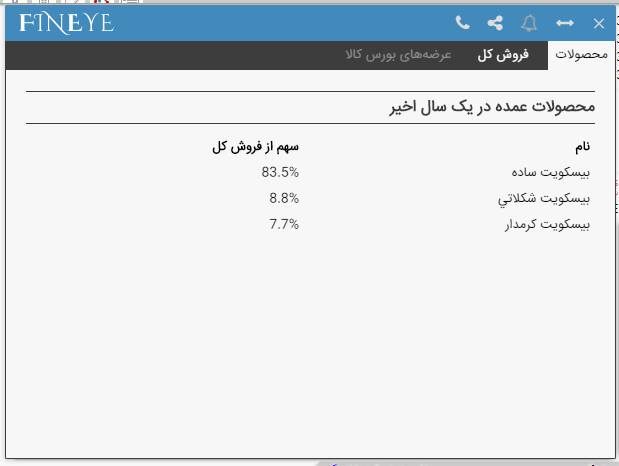 FINEYE
محصولات فروش کل عرضه‌های بورس کالا
محصولات عمده در یک سال اخیر
نام سهم از فروش کل
بیسکویت ساده 83.5%
بیسکویت شکلاتي 8.8%
بیسکویت کرمدار 7.7%